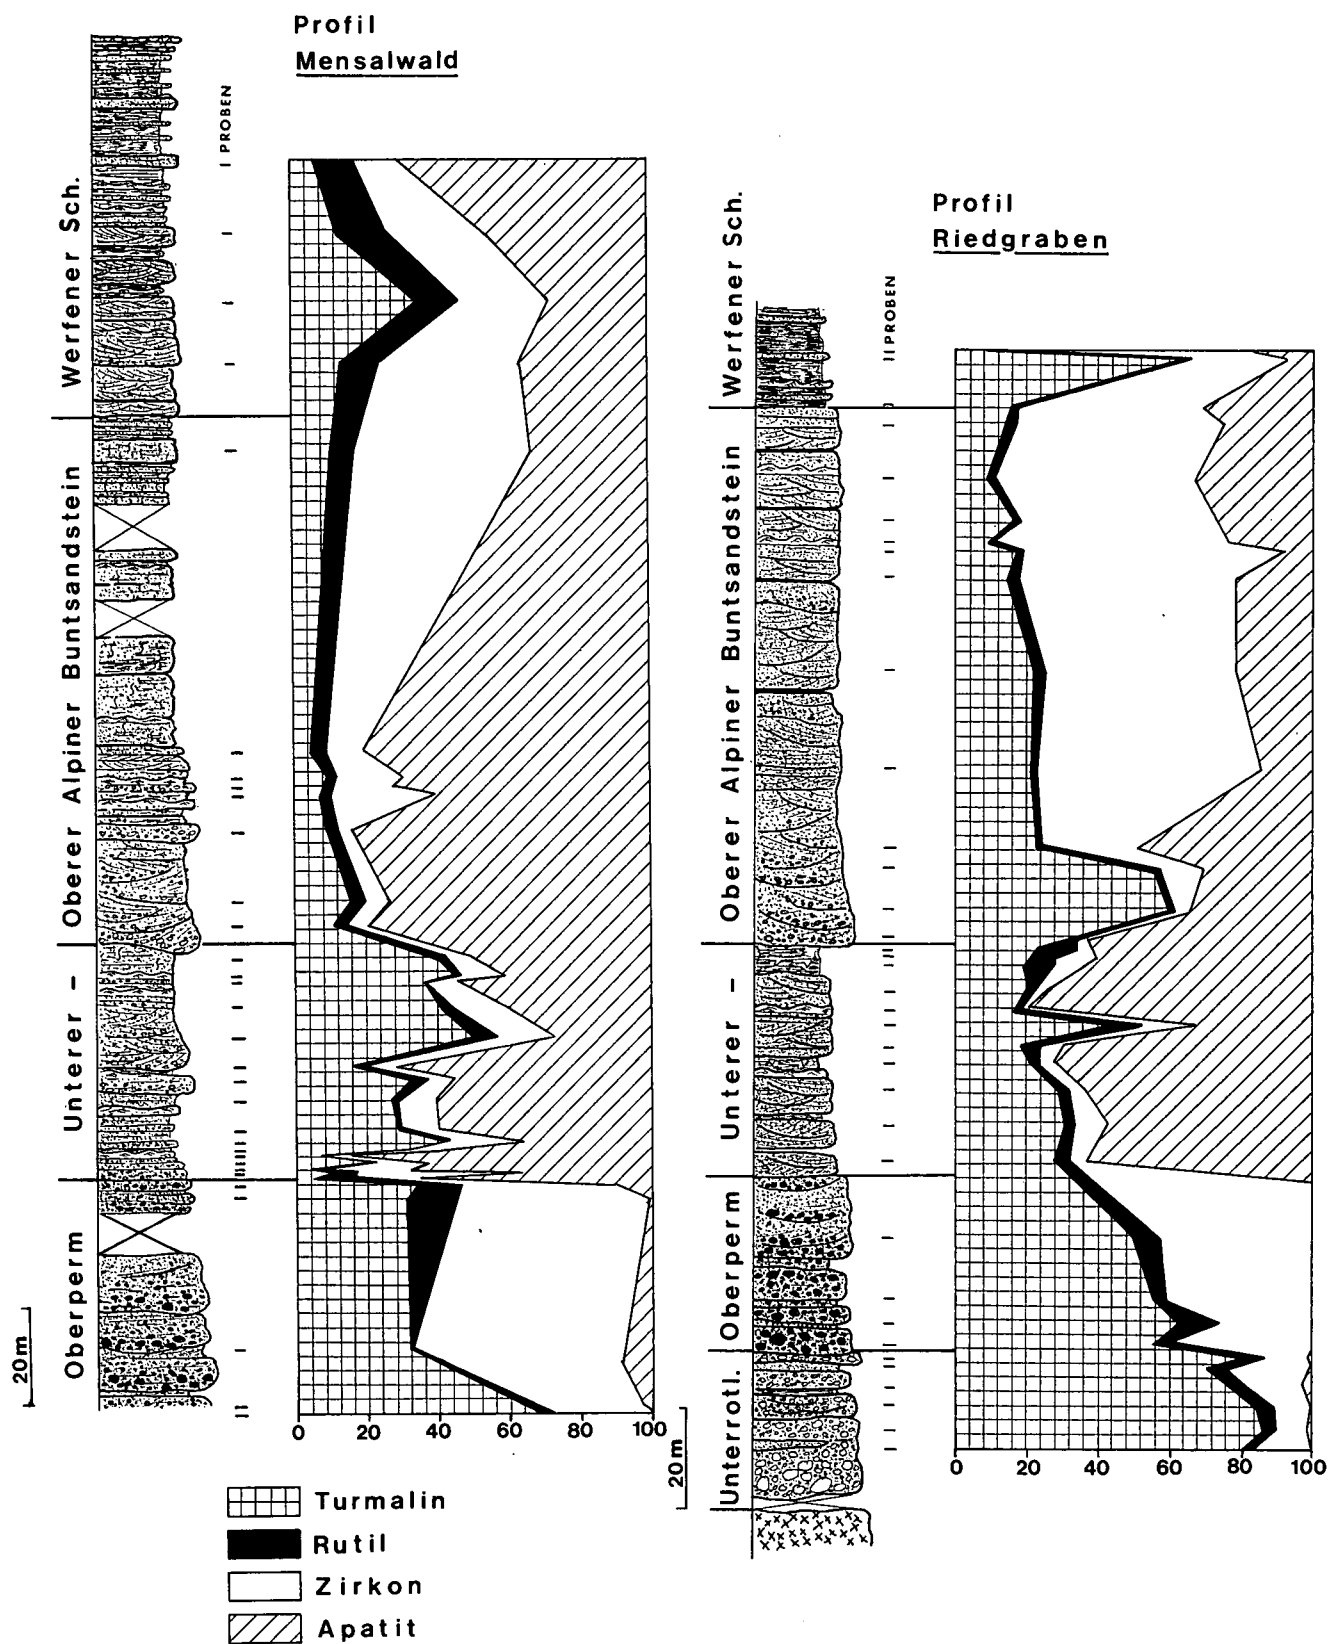 Profil
Mensalwald
I PROBEN
Werfener Sch.
Oberer Alpiner Buntsandstein
Unterer –
Oberperm
20m
0 20 40 60 80 100
Profil
Riedgraben
II PROBEN
Werfener Sch.
Oberer Alpiner Buntsandstein
Unterer –
Oberperm
Unterrotl.
20m
0 20 40 60 80 100
Turmalin
Rutil
Zirkon
Apatit